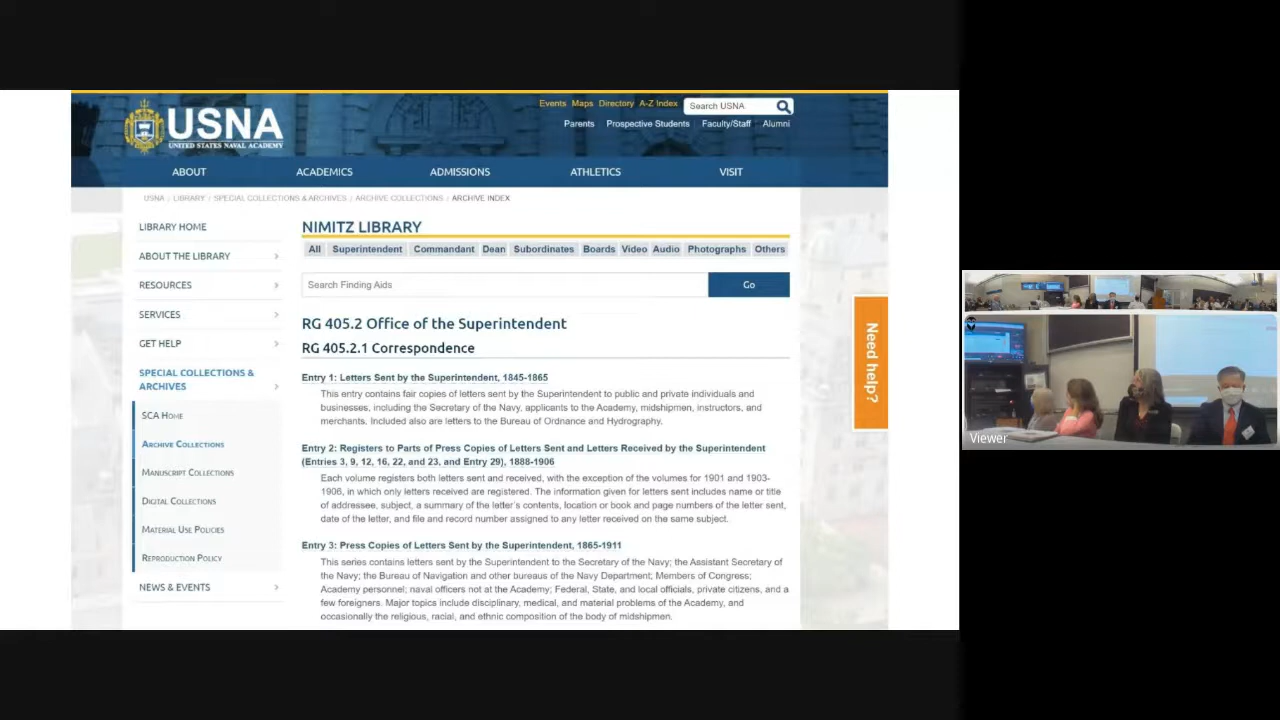 Events Maps Directory A-Z Index Search USNA
USNA
UNITED STATES NAVAL ACADEMY
Parents Prospective Students Faculty/Staff Alumni
ABOUT ACADEMICS ADMISSIONS ATHLETICS VISIT
USNA / LIBRARY / SPECIAL COLLECTIONS & ARCHIVES / ARCHIVE COLLECTIONS / ARCHIVE INDEX
LIBRARY HOME
ABOUT THE LIBRARY
RESOURCES
SERVICES
GET HELP
SPECIAL COLLECTIONS &
ARCHIVES
SCA HOME
ARCHIVE COLLECTIONS
MANUSCRIPT COLLECTIONS
DIGITAL COLLECTIONS
MATERIAL USE POLICIES
REPRODUCTION POLICY
NEWS & EVENTS
NIMITZ LIBRARY
All Superintendent Commandant Dean Subordinates Boards Video Audio Photographs Others
Search Finding Aids Go
RG 405.2 Office of the Superintendent
RG 405.2.1 Correspondence
Entry 1: Letters Sent by the Superintendent, 1845-1865
This entry contains fair copies of letters sent by the Superintendent to public and private individuals and
businesses, including the Secretary of the Navy, applicants to the Academy, midshipmen, instructors, and
merchants. Included also are letters to the Bureau of Ordnance and Hydrography.
Entry 2: Registers to Parts of Press Copies of Letters Sent and Letters Received by the Superintendent
(Entries 3, 9, 12, 16, 22, and 23, and Entry 29), 1888-1906
Each volume registers both letters sent and received, with the exception of the volumes for 1901 and 1903-
1906, in which only letters received are registered. The information given for letters sent includes name or title
of addressee, subject, a summary of the letter's contents, location or book and page numbers of the letter sent,
date of the letter, and file and record number assigned to any letter received on the same subject.
Entry 3: Press Copies of Letters Sent by the Superintendent, 1865-1911
This series contains letters sent by the Superintendent to the Secretary of the Navy; the Assistant Secretary of
the Navy; the Bureau of Navigation and other bureaus of the Navy Department; Members of Congress;
Academy personnel; naval officers not at the Academy; Federal, State, and local officials, private citizens, and a
few foreigners. Major topics include disciplinary, medical, and material problems of the Academy, and
occasionally the religious, racial, and ethnic composition of the body of midshipmen.
Need help?
Viewer